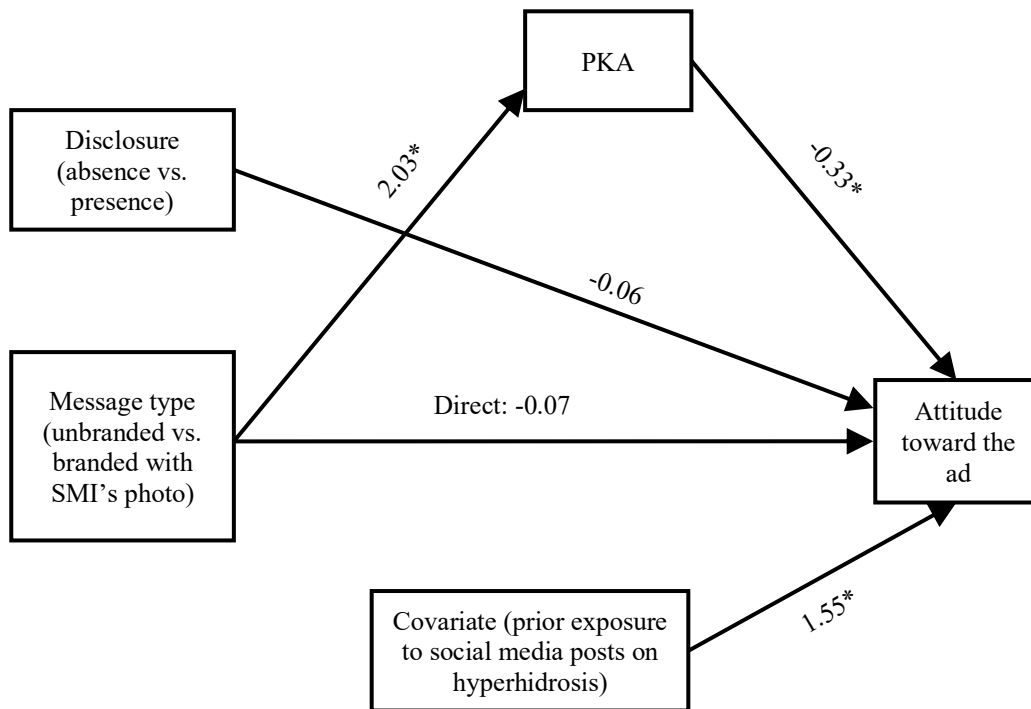 PKA
Disclosure
(absence vs.
presence)
2.03*
-0.33*
-0.06
Message type
(unbranded vs.
branded with
SMI’s photo)
Direct: -0.07
Attitude
toward the
ad
Covariate (prior exposure
to social media posts on
hyperhidrosis)
1.55*